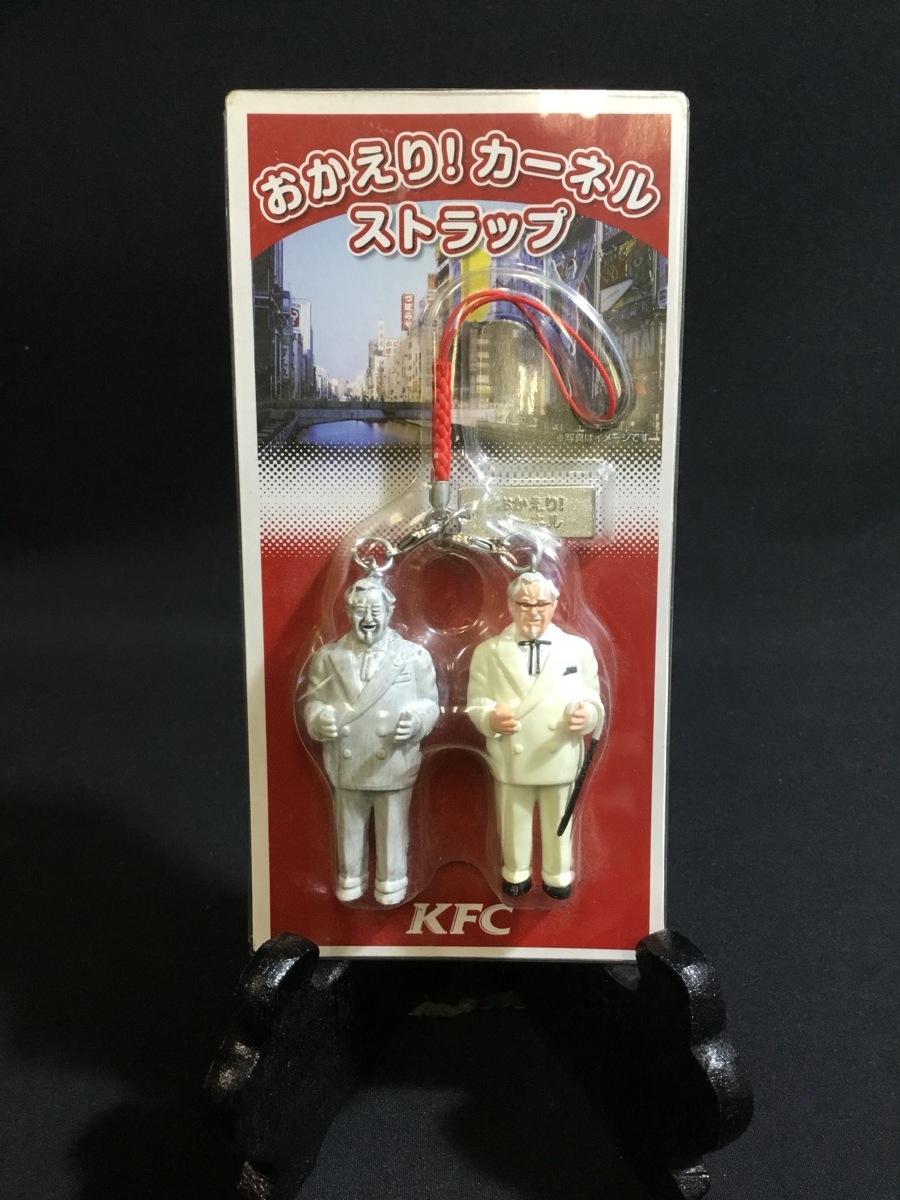 おかえり! カーネル
ストラップ
※写真はイメージです
おかえり!
KFC